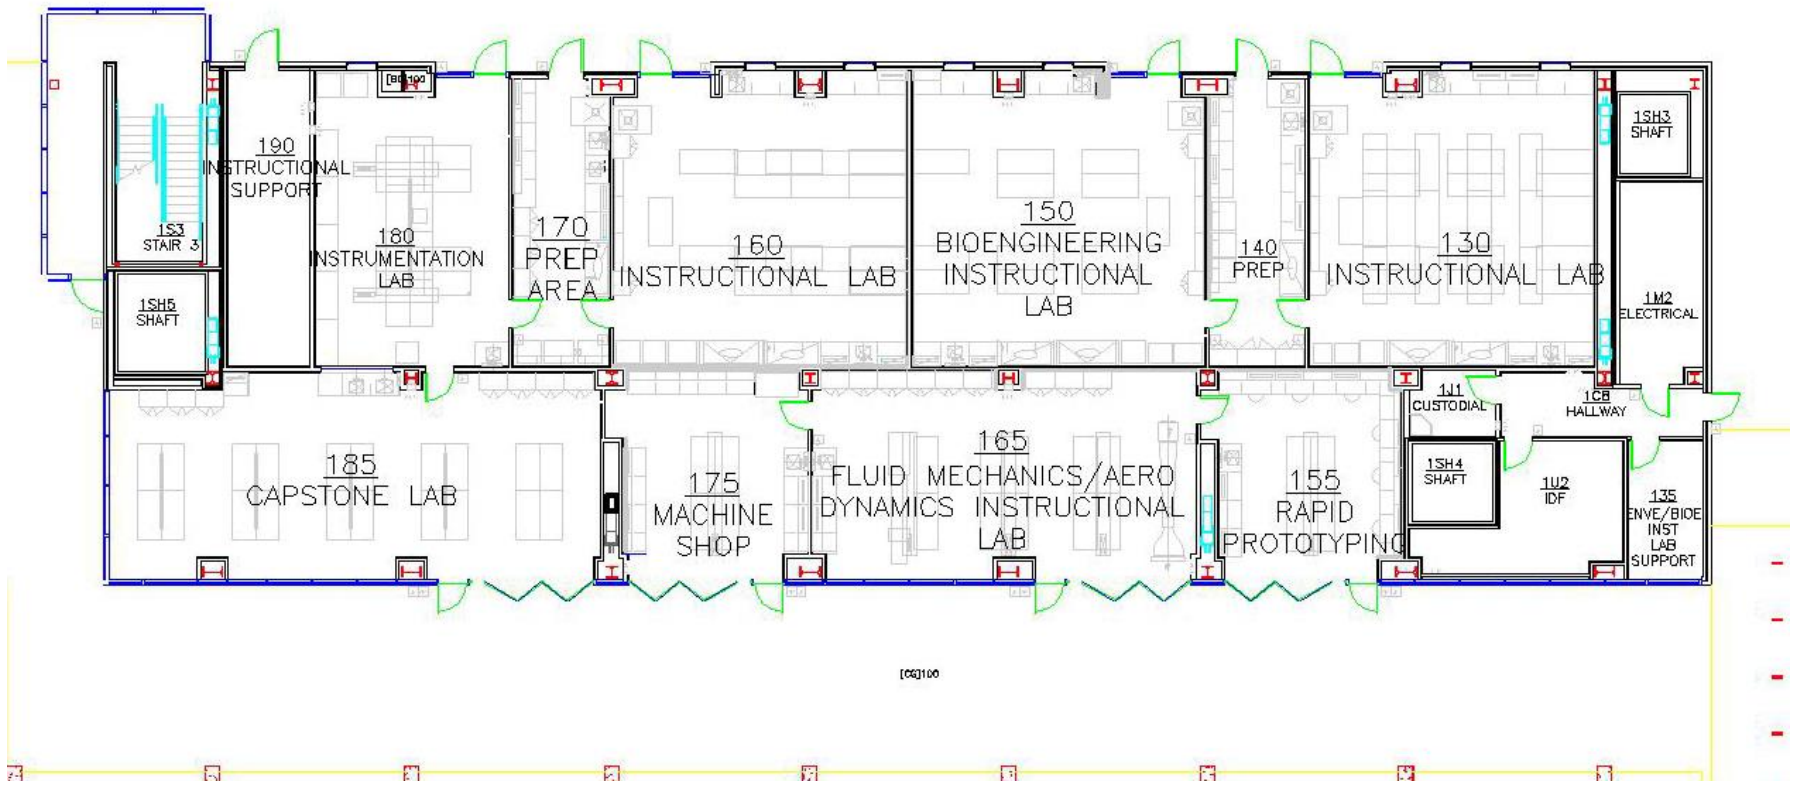 [BC]100
190
INSTRUCTIONAL
SUPPORT
1S3
STAIR 3
1SH5
SHAFT
180
INSTRUMENTATION
LAB
170
PREP
AREA
160
INSTRUCTIONAL LAB
150
BIOENGINEERING
INSTRUCTIONAL
LAB
140
PREP
130
INSTRUCTIONAL LAB
1SH3
SHAFT
1M2
ELECTRICAL
185
CAPSTONE LAB
175
MACHINE
SHOP
165
FLUID MECHANICS/AERO
DYNAMICS INSTRUCTIONAL
LAB
155
RAPID
PROTOTYPING
1J1
CUSTODIAL
1C8
HALLWAY
1SH4
SHAFT
1U2
IDF
135
ENVE/BIOE
INST
LAB
SUPPORT
[CG]100